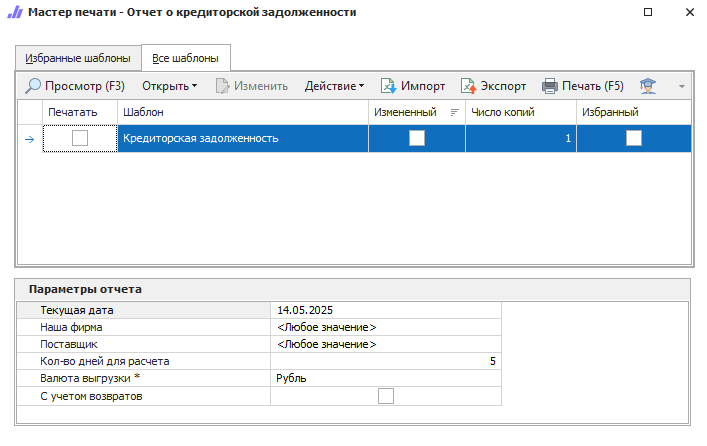 Мастер печати - Отчет о кредиторской задолженности
Избранные шаблоны Все шаблоны
Просмотр (F3) Открыть Изменить Действие Импорт Экспорт Печать (F5)
Печатать Шаблон Измененный Число копий Избранный
Кредиторская задолженность 1
Параметры отчета
Текущая дата 14.05.2025
Наша фирма <Любое значение>
Поставщик <Любое значение>
Кол-во дней для расчета 5
Валюта выгрузки * Рубль
С учетом возвратов